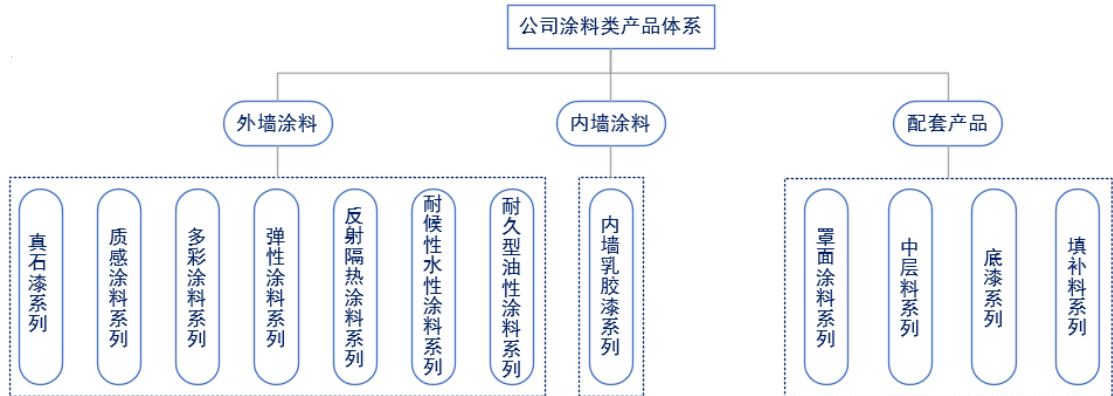 公司涂料类产品体系
外墙涂料
内墙涂料
配套产品
真石漆系列
质感涂料系列
多彩涂料系列
弹性涂料系列
反射隔热涂料系列
耐候性水性涂料系列
耐久型油性涂料系列
内墙乳胶漆系列
罩面涂料系列
中层料系列
底漆系列
填补料系列